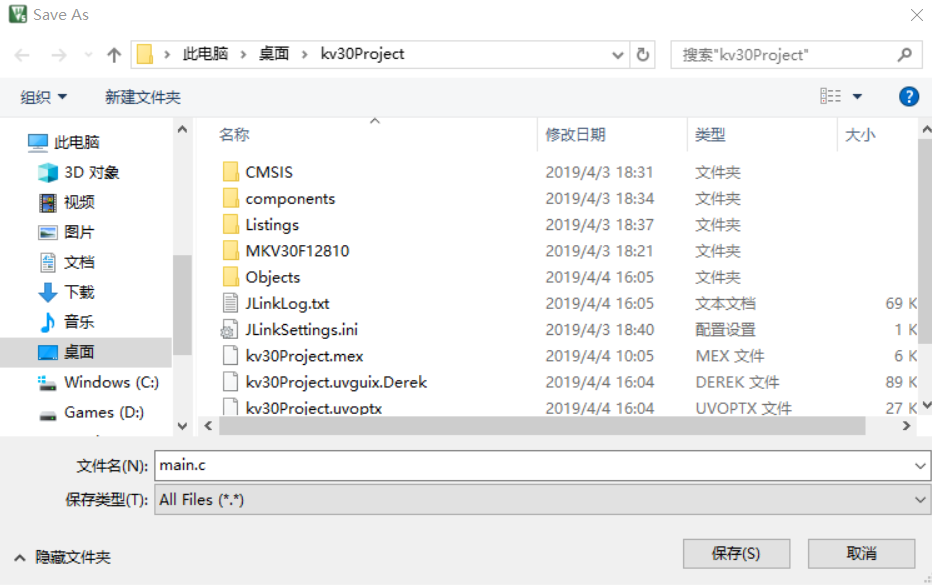 Save As
此电脑 › 桌面 › kv30Project
搜索"kv30Project"
组织
新建文件夹
此电脑
3D 对象
视频
图片
文档
下载
音乐
桌面
Windows (C:)
Games (D:)
名称 修改日期 类型 大小
CMSIS 2019/4/3 18:31 文件夹
components 2019/4/3 18:34 文件夹
Listings 2019/4/3 18:37 文件夹
MKV30F12810 2019/4/3 18:21 文件夹
Objects 2019/4/4 16:05 文件夹
JLinkLog.txt 2019/4/4 16:05 文本文档 69 K
JLinkSettings.ini 2019/4/3 18:40 配置设置 1 K
kv30Project.mex 2019/4/4 10:05 MEX 文件 6 K
kv30Project.uvguix.Derek 2019/4/4 16:04 DEREK 文件 89 K
kv30Project.uvoptx 2019/4/4 16:04 UVOPTX 文件 27 K
文件名(N): main.c
保存类型(T): All Files (*.*)
隐藏文件夹
保存(S)
取消